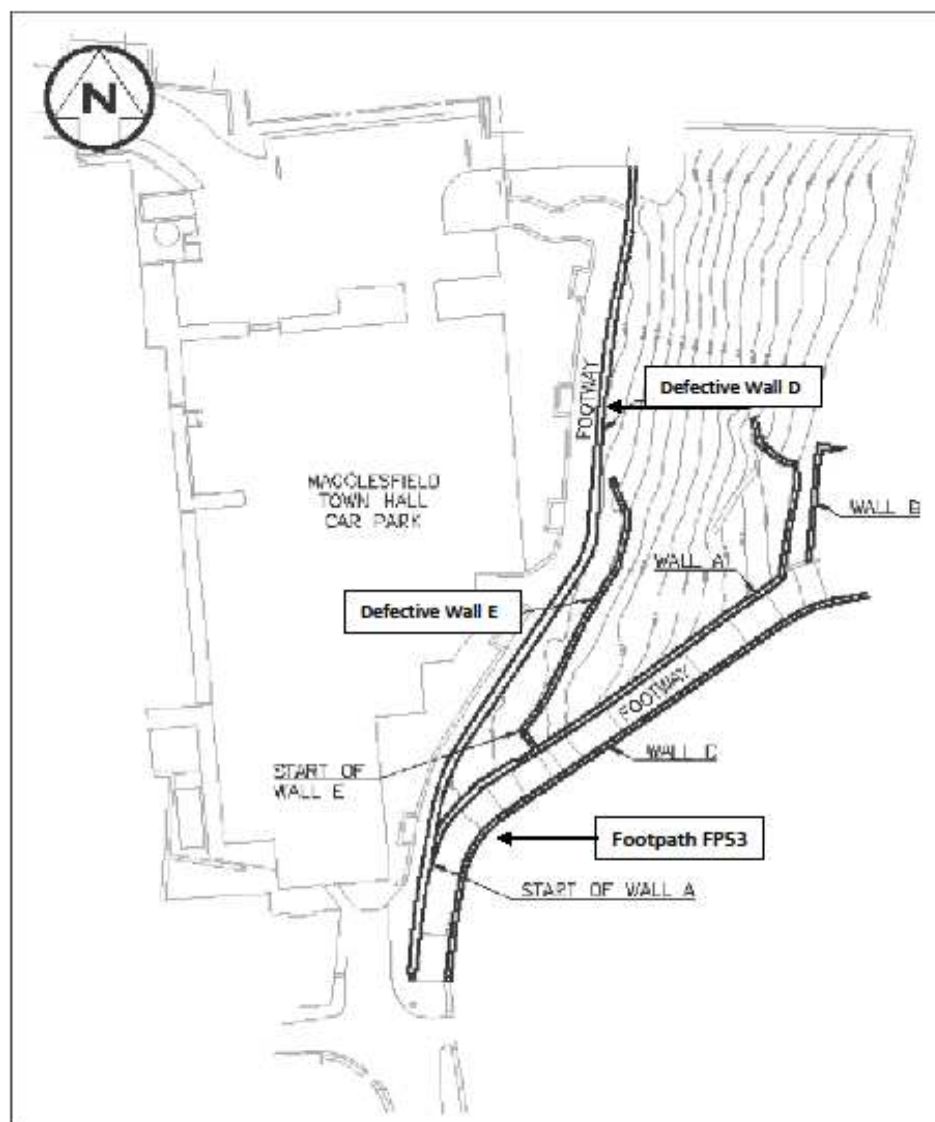 N
Defective Wall D
FOOTWAY
MACCLESFIELD
TOWN HALL
CAR PARK
WALL B
WALL A
Defective Wall E
FOOTWAY
WALL C
START OF
WALL E
Footpath FP53
START OF WALL A